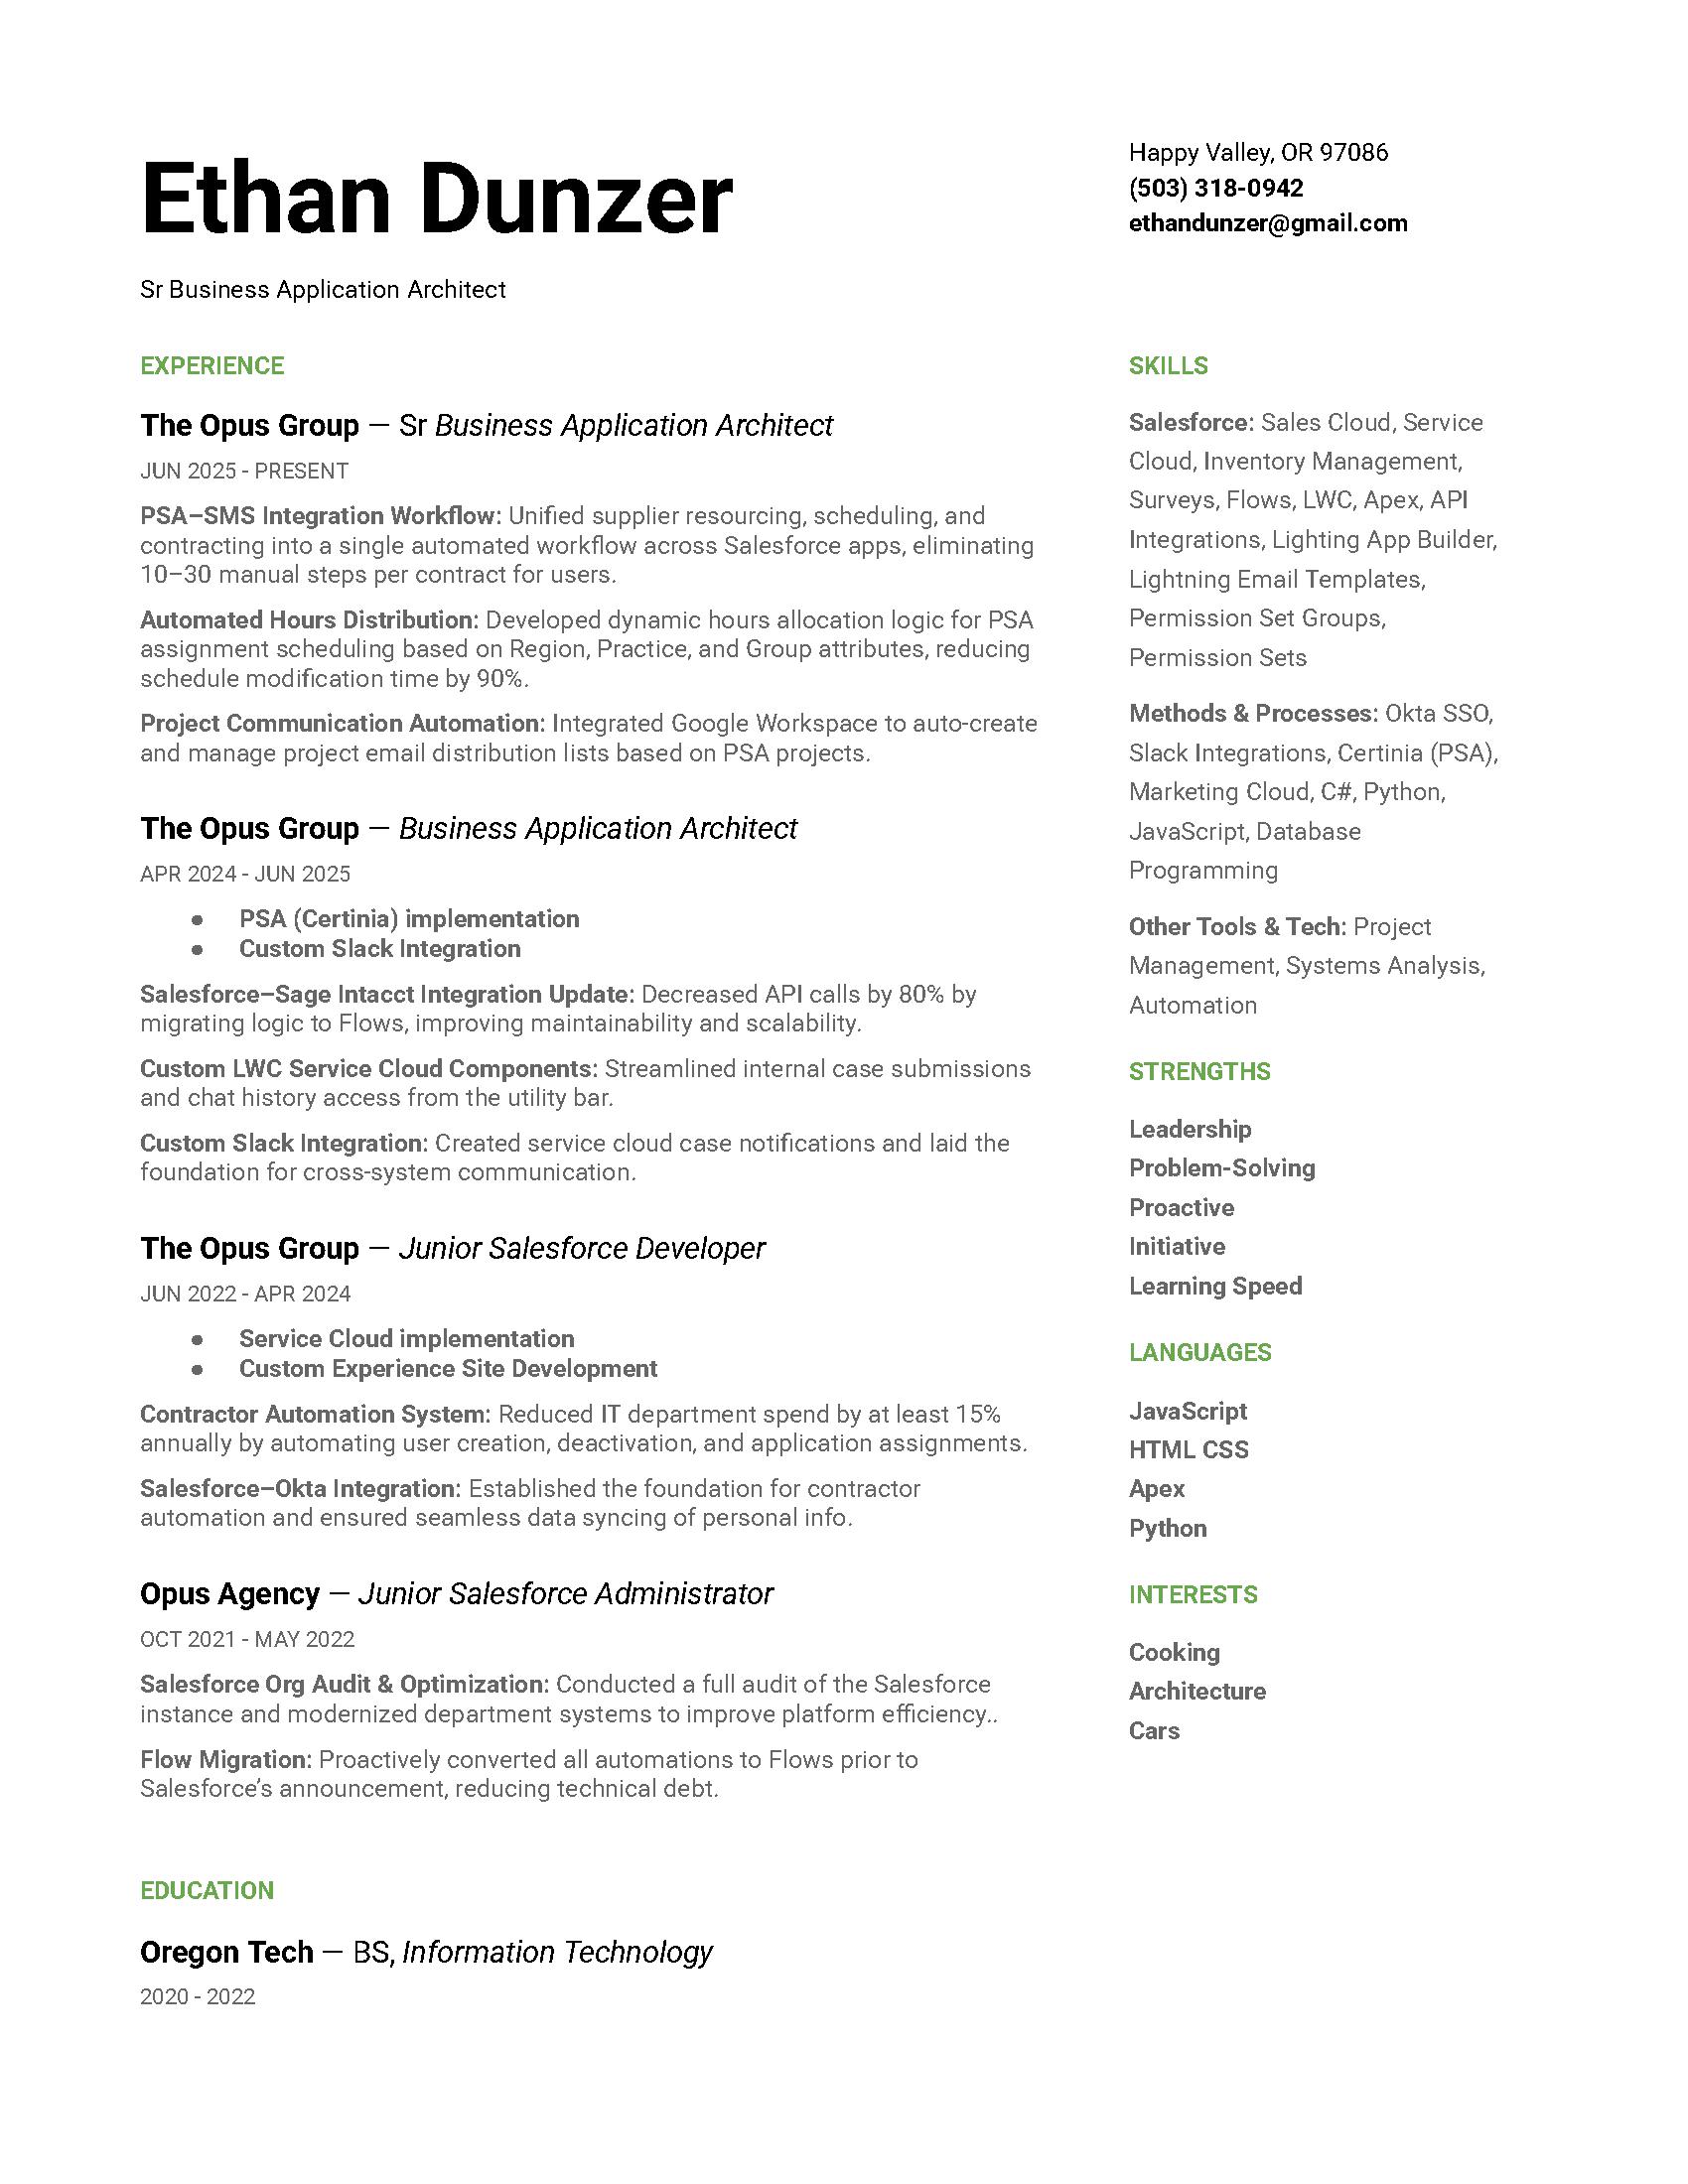 Ethan Dunzer
Sr Business Application Architect
Happy Valley, OR 97086
(503) 318-0942
ethandunzer@gmail.com
EXPERIENCE
The Opus Group — Sr Business Application Architect
JUN 2025 - PRESENT
PSA–SMS Integration Workflow: Unified supplier resourcing, scheduling, and
contracting into a single automated workflow across Salesforce apps, eliminating
10–30 manual steps per contract for users.
Automated Hours Distribution: Developed dynamic hours allocation logic for PSA
assignment scheduling based on Region, Practice, and Group attributes, reducing
schedule modification time by 90%.
Project Communication Automation: Integrated Google Workspace to auto-create
and manage project email distribution lists based on PSA projects.
The Opus Group — Business Application Architect
APR 2024 - JUN 2025
● PSA (Certinia) implementation
● Custom Slack Integration
Salesforce–Sage Intacct Integration Update: Decreased API calls by 80% by
migrating logic to Flows, improving maintainability and scalability.
Custom LWC Service Cloud Components: Streamlined internal case submissions
and chat history access from the utility bar.
Custom Slack Integration: Created service cloud case notifications and laid the
foundation for cross-system communication.
The Opus Group — Junior Salesforce Developer
JUN 2022 - APR 2024
● Service Cloud implementation
● Custom Experience Site Development
Contractor Automation System: Reduced IT department spend by at least 15%
annually by automating user creation, deactivation, and application assignments.
Salesforce–Okta Integration: Established the foundation for contractor
automation and ensured seamless data syncing of personal info.
Opus Agency — Junior Salesforce Administrator
OCT 2021 - MAY 2022
Salesforce Org Audit & Optimization: Conducted a full audit of the Salesforce
instance and modernized department systems to improve platform efficiency..
Flow Migration: Proactively converted all automations to Flows prior to
Salesforce’s announcement, reducing technical debt.
EDUCATION
Oregon Tech — BS, Information Technology
2020 - 2022
SKILLS
Salesforce: Sales Cloud, Service
Cloud, Inventory Management,
Surveys, Flows, LWC, Apex, API
Integrations, Lighting App Builder,
Lightning Email Templates,
Permission Set Groups,
Permission Sets
Methods & Processes: Okta SSO,
Slack Integrations, Certinia (PSA),
Marketing Cloud, C#, Python,
JavaScript, Database
Programming
Other Tools & Tech: Project
Management, Systems Analysis,
Automation
STRENGTHS
Leadership
Problem-Solving
Proactive
Initiative
Learning Speed
LANGUAGES
JavaScript
HTML CSS
Apex
Python
INTERESTS
Cooking
Architecture
Cars